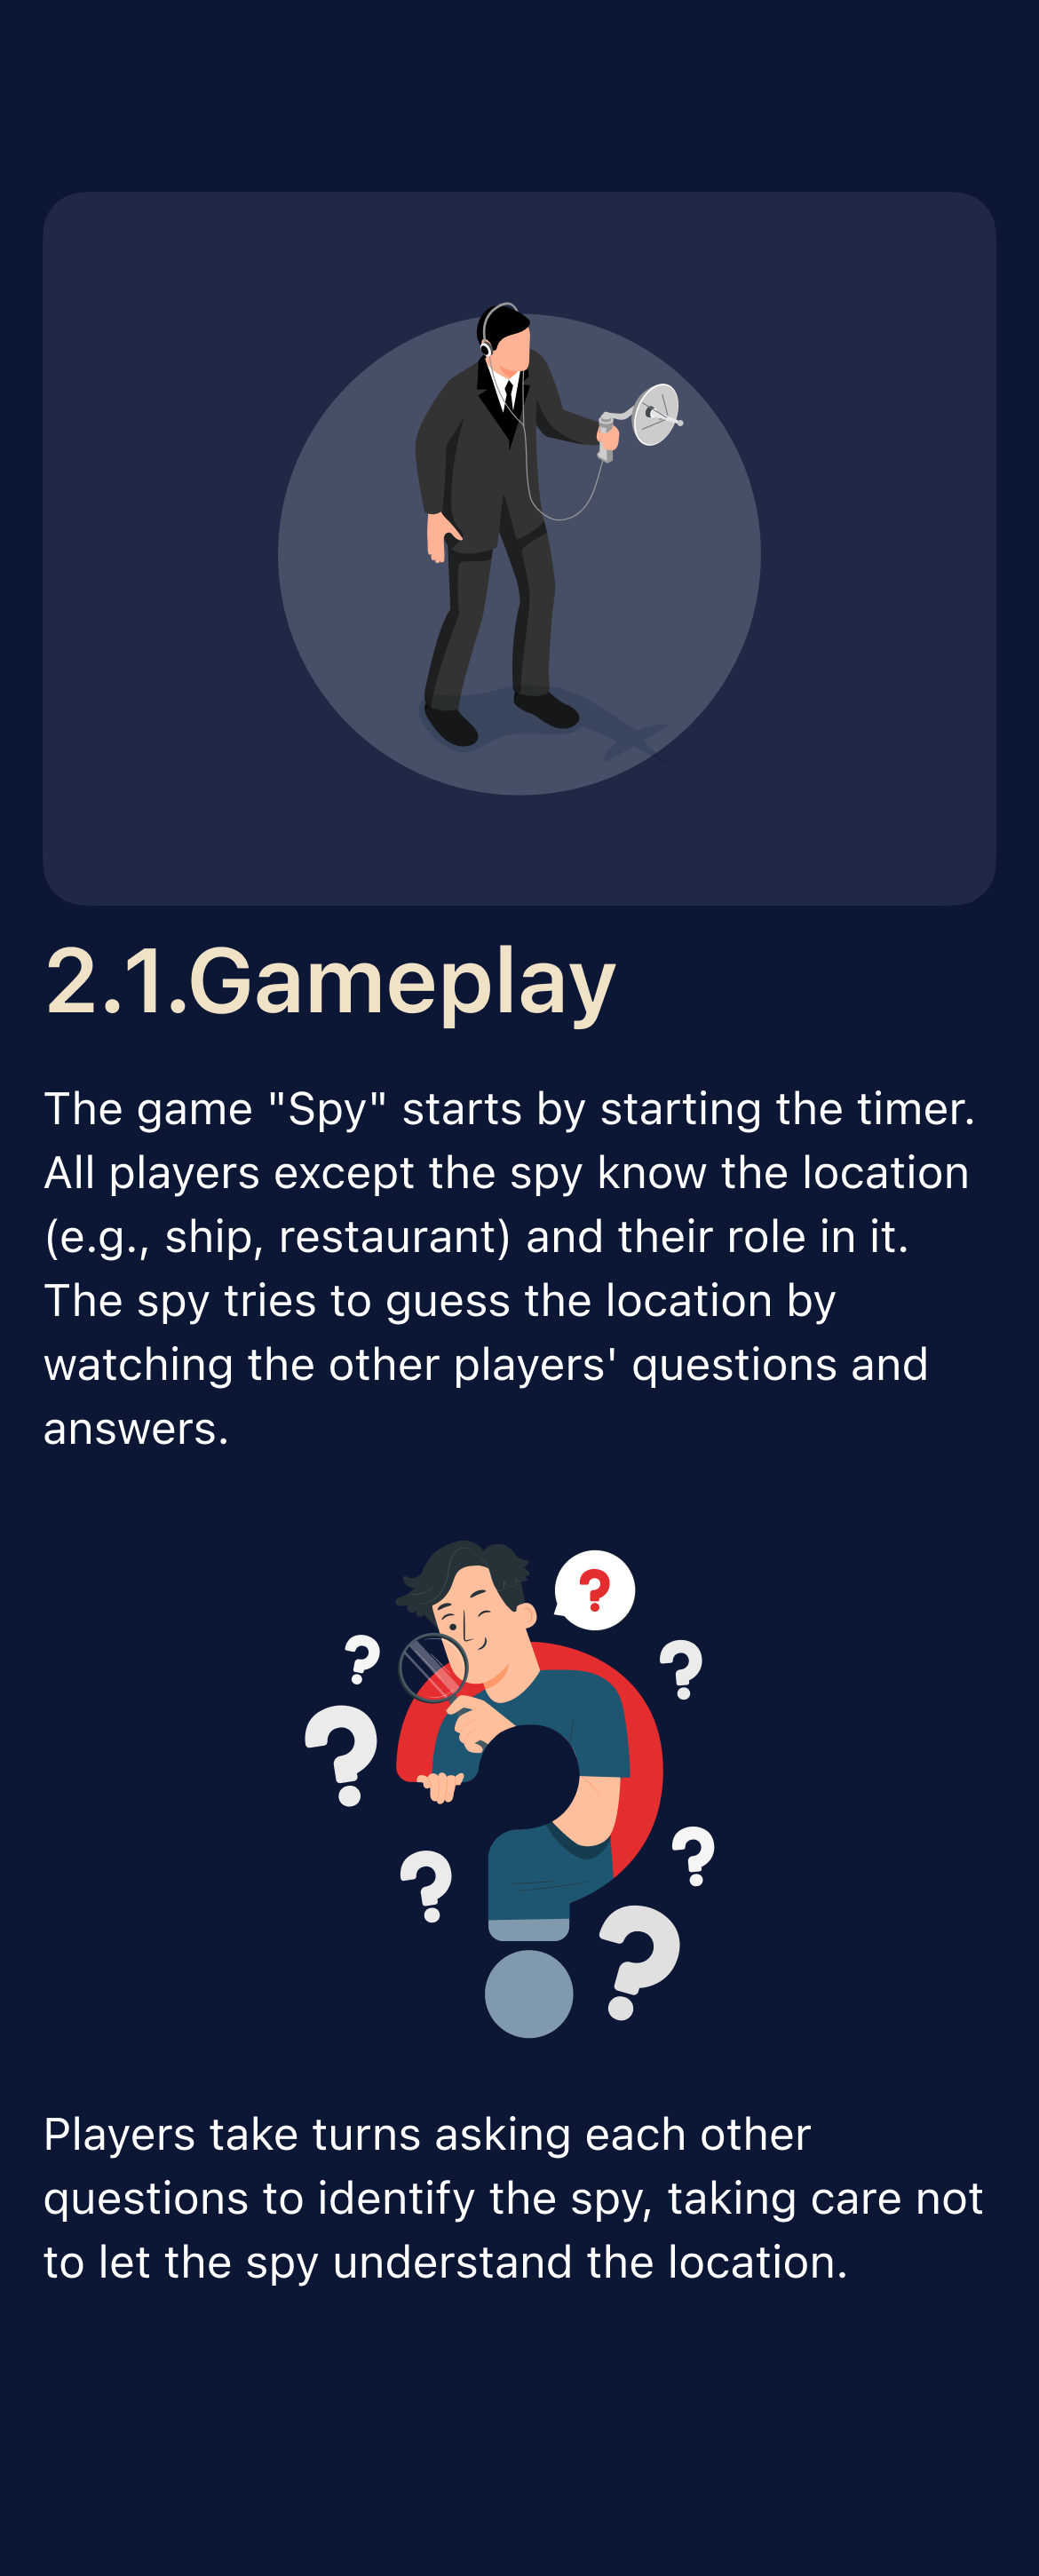 2.1.Gameplay
The game "Spy" starts by starting the timer.
All players except the spy know the location
(e.g., ship, restaurant) and their role in it.
The spy tries to guess the location by
watching the other players' questions and
answers.
?
?
?
?
?
?
?
Players take turns asking each other
questions to identify the spy, taking care not
to let the spy understand the location.